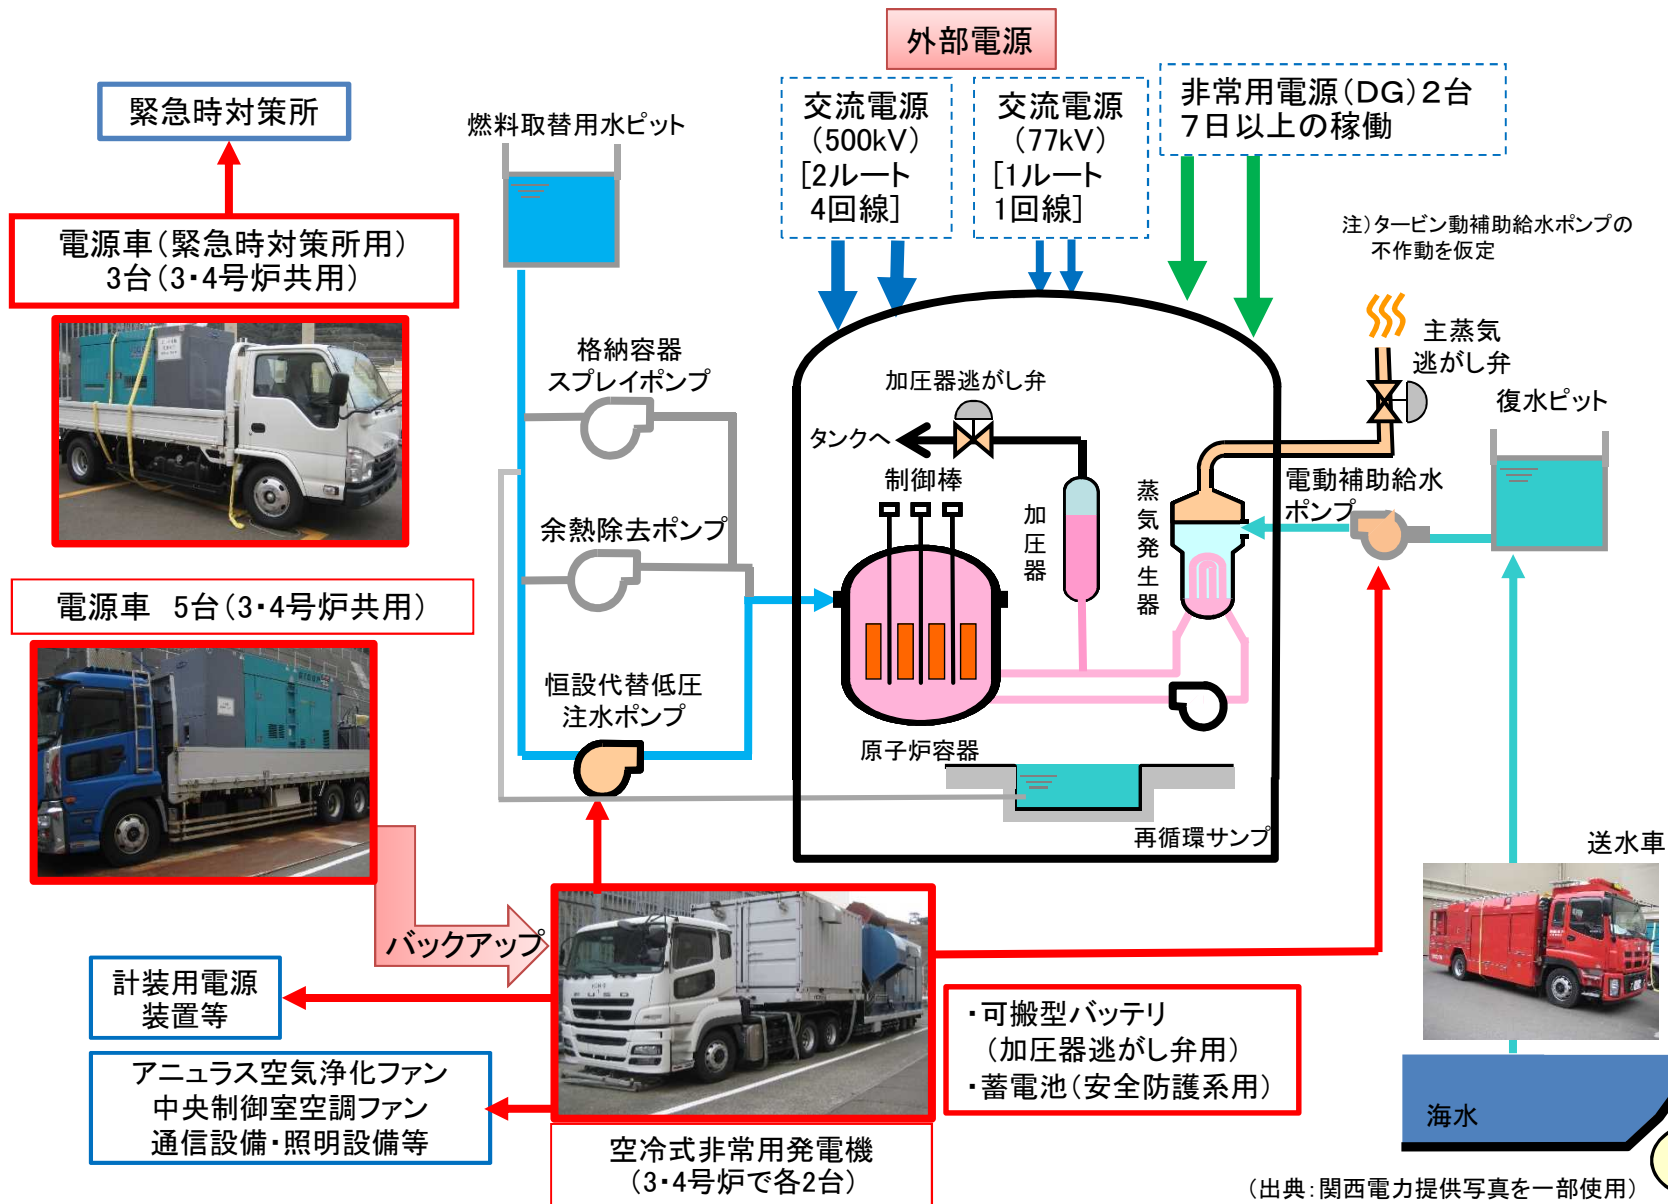 外部電源
緊急時対策所
燃料取替用水ピット
交流電源
(500kV)
[2ルート
4回線]
交流電源
(77kV)
[1ルート
1回線]
非常用電源(DG)2台
7日以上の稼働
電源車(緊急時対策所用)
3台(3・4号炉共用)
注)タービン動補助給水ポンプの
不作動を仮定
格納容器
スプレイポンプ
加圧器逃がし弁
主蒸気
逃がし弁
復水ピット
タンクへ
制御棒
加圧器
蒸気発生器
電動補助給水
ポンプ
余熱除去ポンプ
電源車 5台(3・4号炉共用)
恒設代替低圧
注水ポンプ
原子炉容器
再循環サンプ
送水車
バックアップ
計装用電源
装置等
FUSO
・可搬型バッテリ
(加圧器逃がし弁用)
・蓄電池(安全防護系用)
アニュラス空気浄化ファン
中央制御室空調ファン
通信設備・照明設備等
海水
空冷式非常用発電機
(3・4号炉で各2台)
(出典:関西電力提供写真を一部使用)